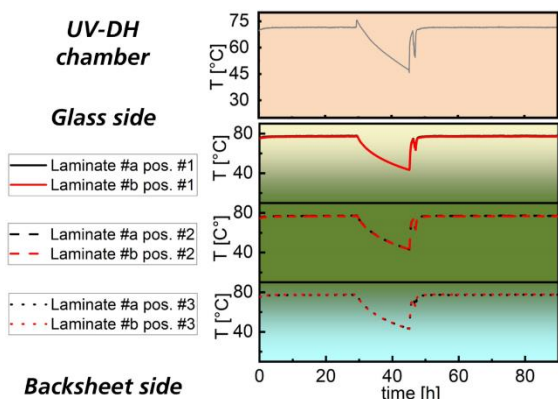 UV-DH
chamber
Glass side
Laminate #a pos. #1
Laminate #b pos. #1
Laminate #a pos. #2
Laminate #b pos. #2
Laminate #a pos. #3
Laminate #b pos. #3
Backsheet side
T [°C]
75
60
45
30
T [°C]
80
40
T [C°]
80
40
T [°C]
80
40
0 20 40 60 80
time [h]